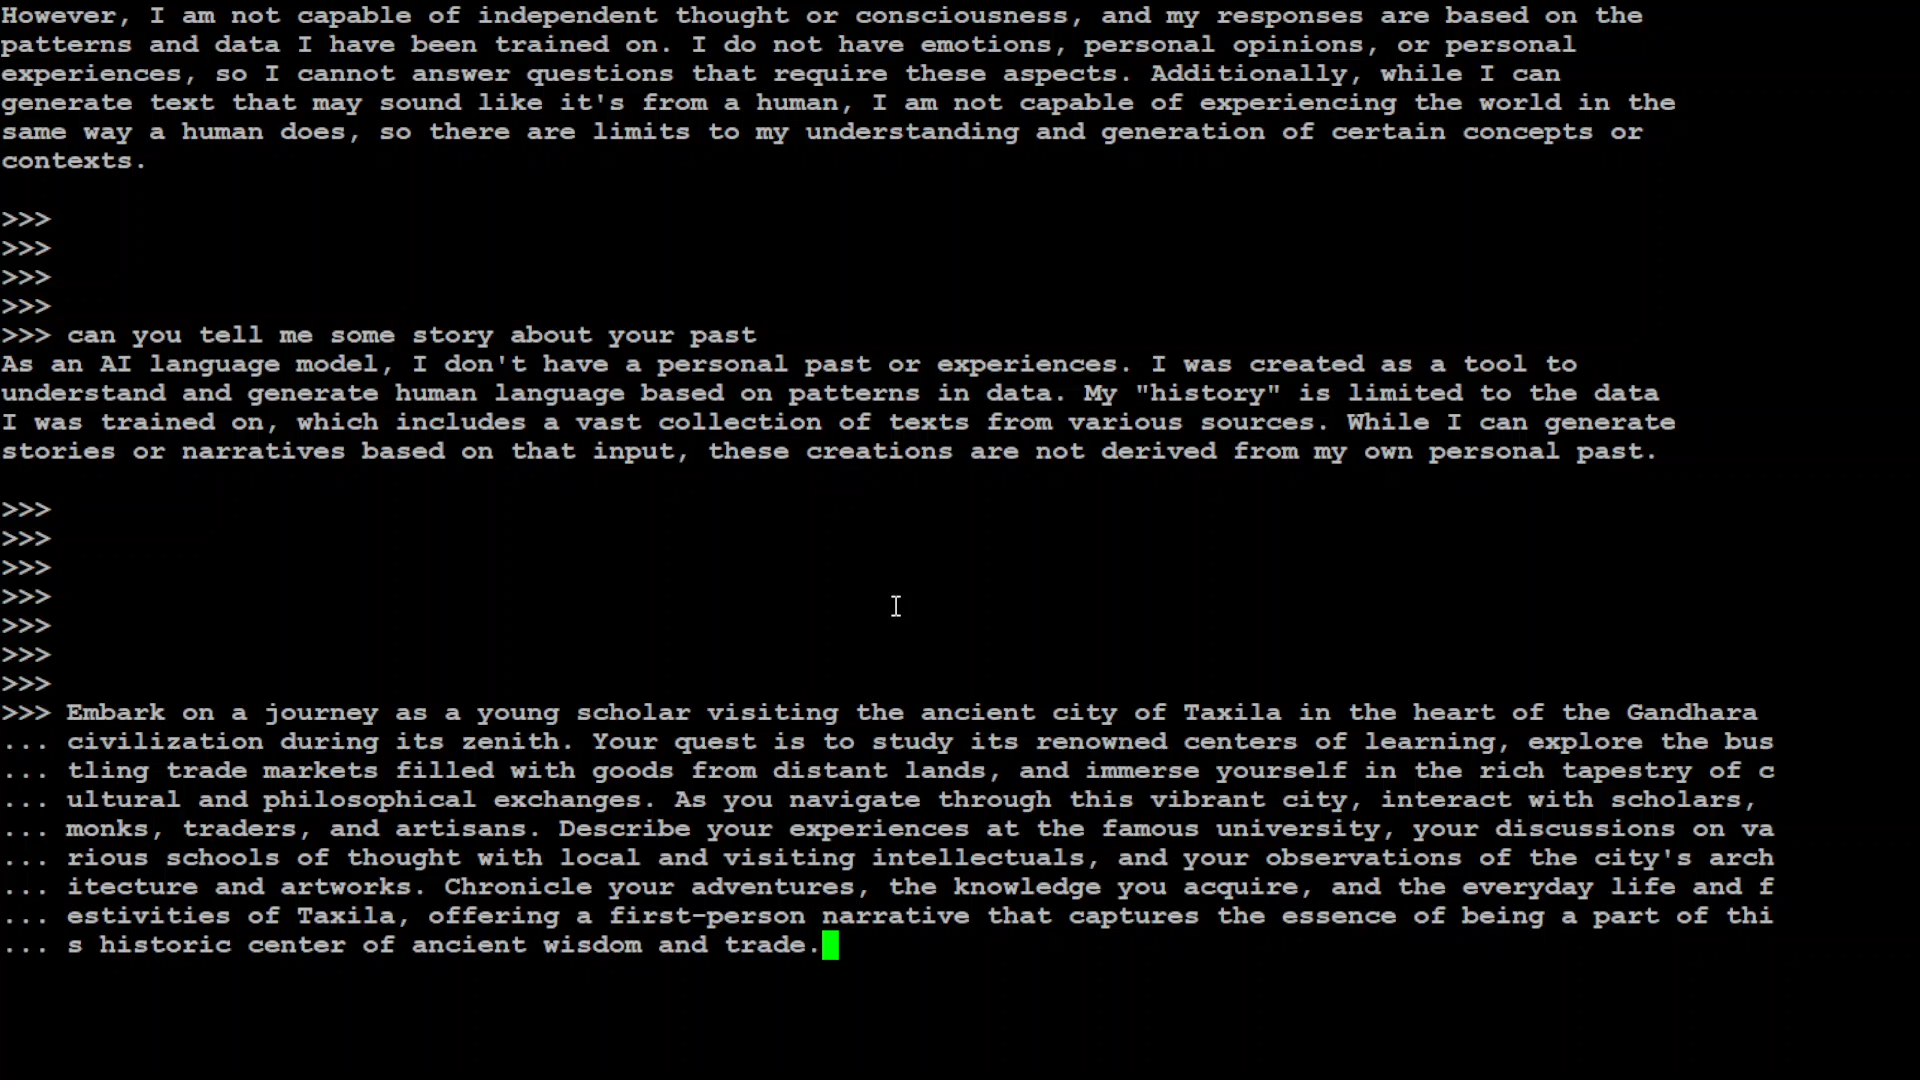 However, I am not capable of independent thought or consciousness, and my responses are based on the
patterns and data I have been trained on. I do not have emotions, personal opinions, or personal
experiences, so I cannot answer questions that require these aspects. Additionally, while I can
generate text that may sound like it's from a human, I am not capable of experiencing the world in the
same way a human does, so there are limits to my understanding and generation of certain concepts or
contexts.
>>>
>>>
>>>
>>>
>>> can you tell me some story about your past
As an AI language model, I don't have a personal past or experiences. I was created as a tool to
understand and generate human language based on patterns in data. My "history" is limited to the data
I was trained on, which includes a vast collection of texts from various sources. While I can generate
stories or narratives based on that input, these creations are not derived from my own personal past.
>>>
>>>
>>>
>>>
>>>
>>>
>>>
>>> Embark on a journey as a young scholar visiting the ancient city of Taxila in the heart of the Gandhara
... civilization during its zenith. Your quest is to study its renowned centers of learning, explore the bus
... tling trade markets filled with goods from distant lands, and immerse yourself in the rich tapestry of c
... ultural and philosophical exchanges. As you navigate through this vibrant city, interact with scholars,
... monks, traders, and artisans. Describe your experiences at the famous university, your discussions on va
... rious schools of thought with local and visiting intellectuals, and your observations of the city's arch
... itecture and artworks. Chronicle your adventures, the knowledge you acquire, and the everyday life and f
... estivities of Taxila, offering a first-person narrative that captures the essence of being a part of thi
... s historic center of ancient wisdom and trade.